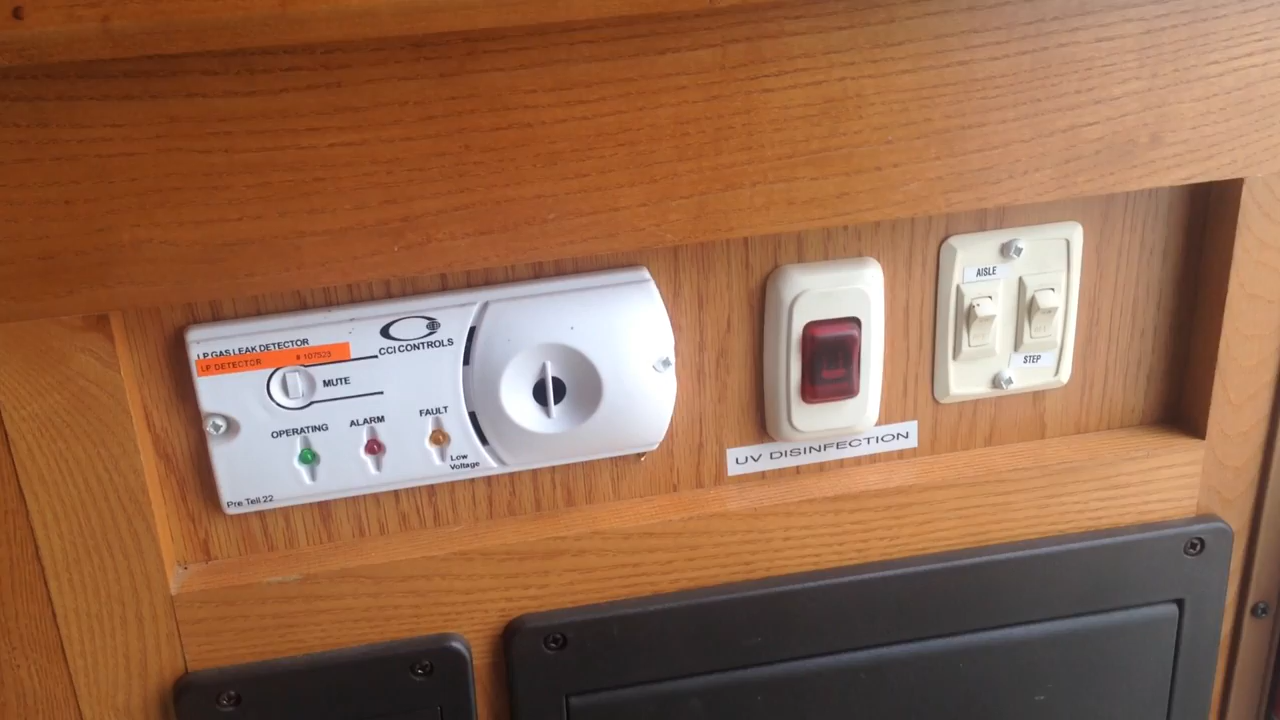 LP GAS LEAK DETECTOR
LP DETECTOR # 107523
CCI CONTROLS
MUTE
OPERATING
ALARM
FAULT
Low
Voltage
Pre Tell 22
UV DISINFECTION
AISLE
STEP